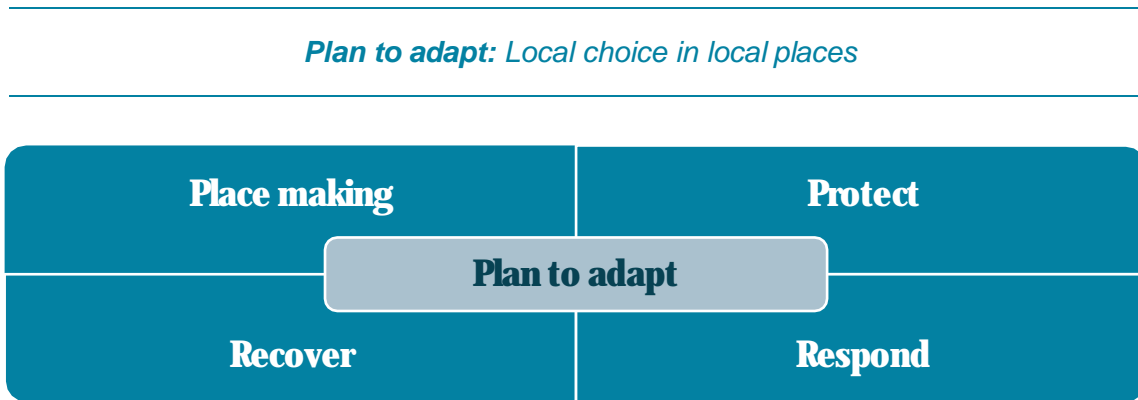 Plan to adapt: Local choice in local places
Place making
Protect
Plan to adapt
Recover
Respond